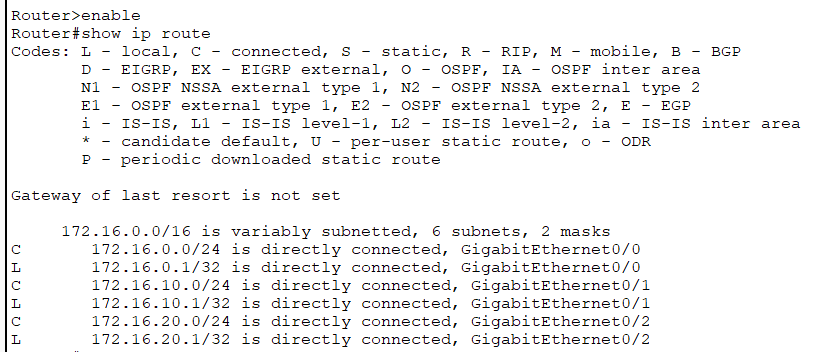 Router>enable
Router#show ip route
Codes: L - local, C - connected, S - static, R - RIP, M - mobile, B - BGP
D - EIGRP, EX - EIGRP external, O - OSPF, IA - OSPF inter area
N1 - OSPF NSSA external type 1, N2 - OSPF NSSA external type 2
E1 - OSPF external type 1, E2 - OSPF external type 2, E - EGP
i - IS-IS, L1 - IS-IS level-1, L2 - IS-IS level-2, ia - IS-IS inter area
* - candidate default, U - per-user static route, o - ODR
P - periodic downloaded static route
Gateway of last resort is not set
172.16.0.0/16 is variably subnetted, 6 subnets, 2 masks
C 172.16.0.0/24 is directly connected, GigabitEthernet0/0
L 172.16.0.1/32 is directly connected, GigabitEthernet0/0
C 172.16.10.0/24 is directly connected, GigabitEthernet0/1
L 172.16.10.1/32 is directly connected, GigabitEthernet0/1
C 172.16.20.0/24 is directly connected, GigabitEthernet0/2
L 172.16.20.1/32 is directly connected, GigabitEthernet0/2